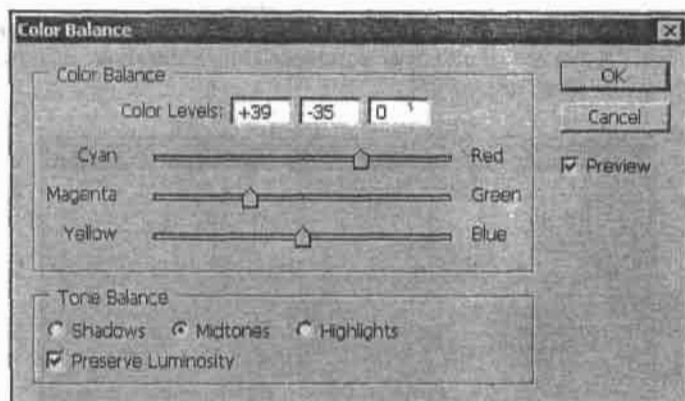 Color Balance
Color Balance
Color Levels: +39 -35 0
Cyan Red
Magenta Green
Yellow Blue
Tone Balance
Shadows Midtones Highlights
Preserve Luminosity
OK
Cancel
Preview